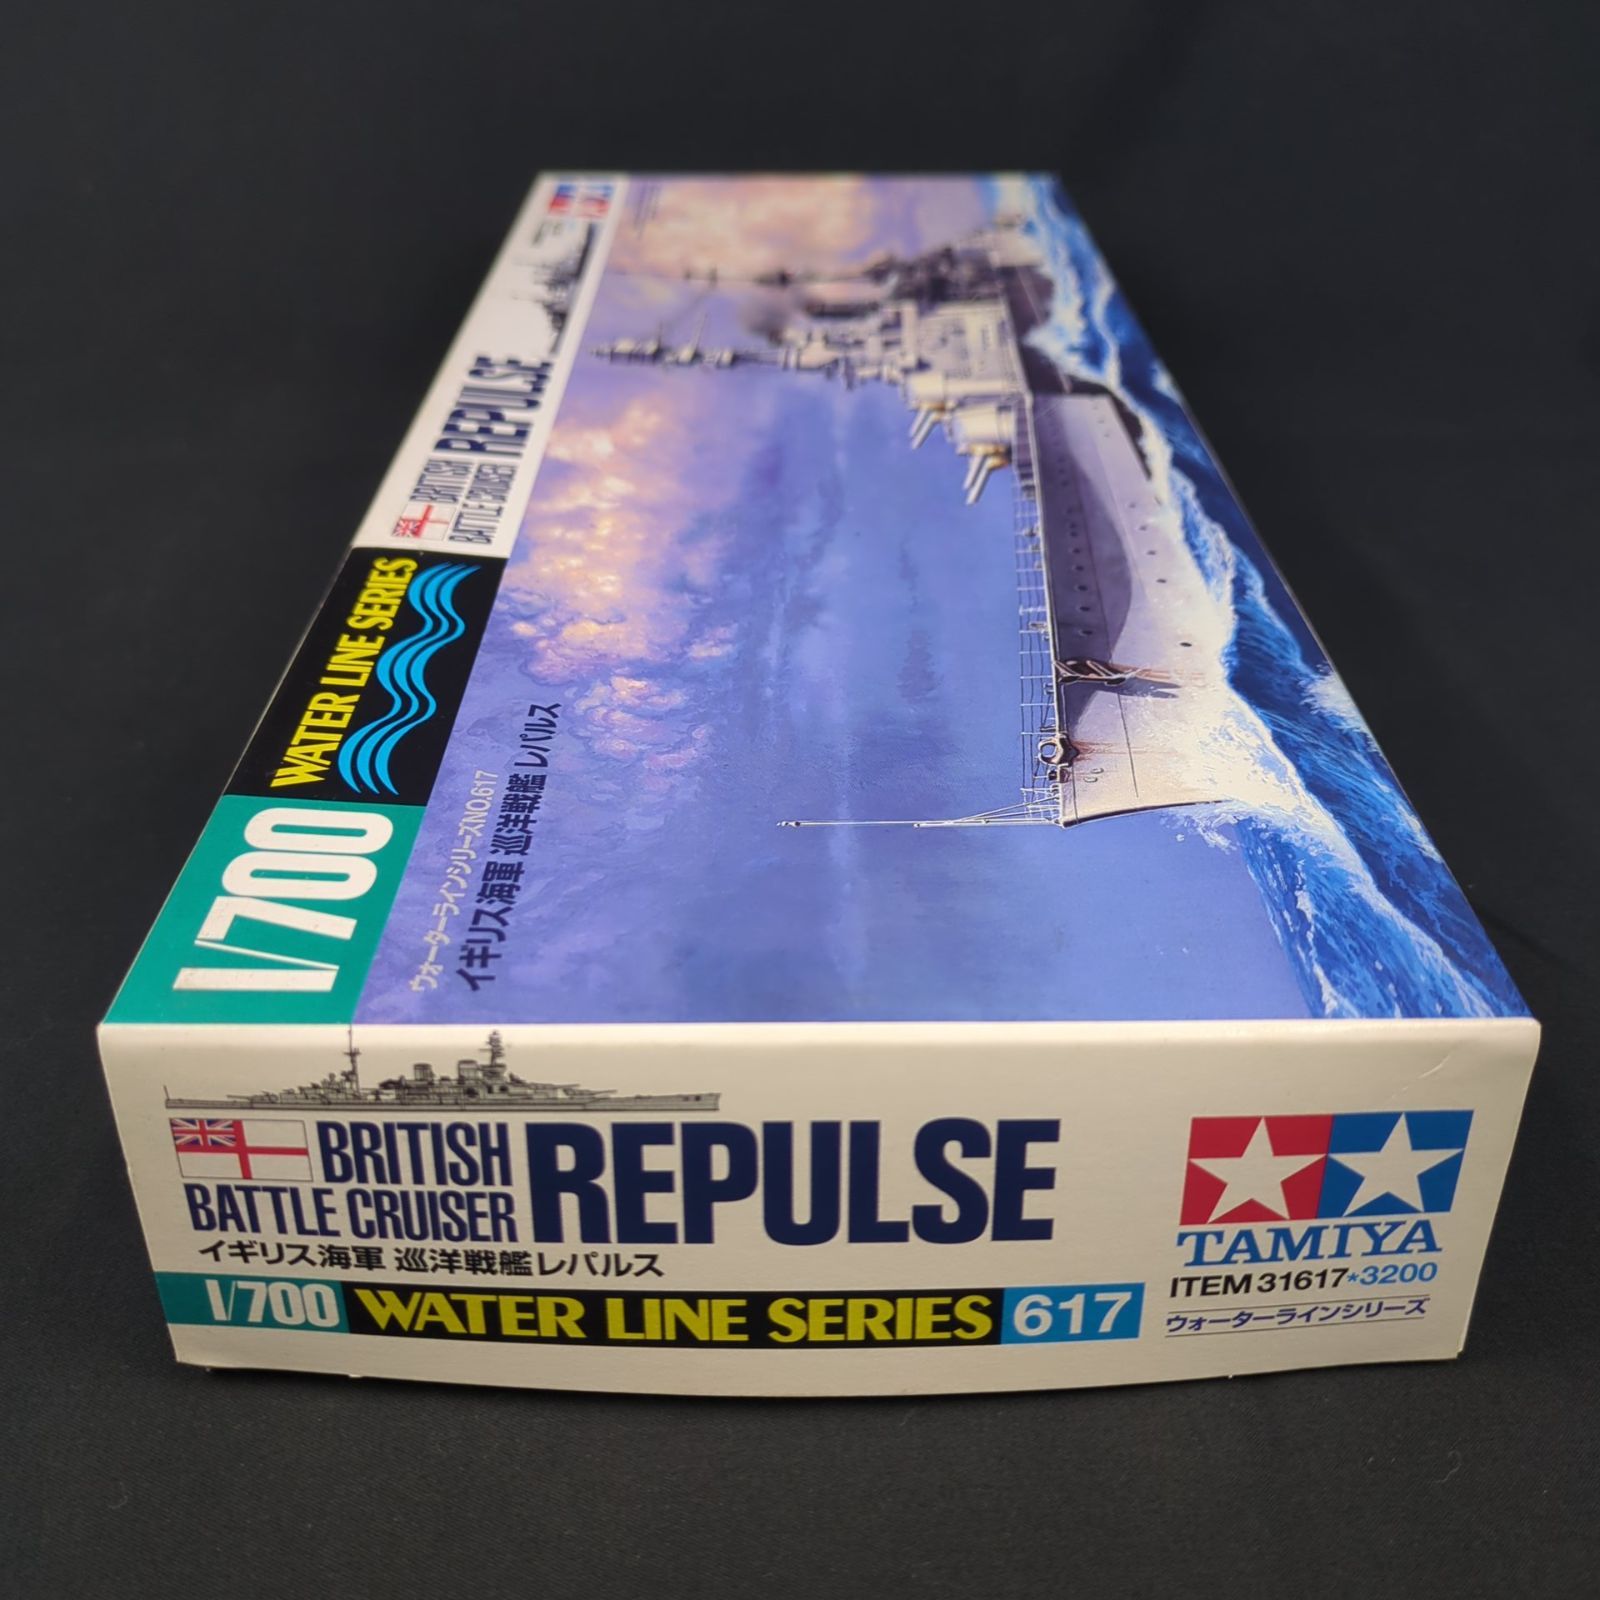 BRITISH
BATTLE CRUISER
REPULSE
WATER LINE SERIES
1/700
ウォーターラインシリーズNO.617
イギリス海軍 巡洋戦艦 レパルス
BRITISH
BATTLE CRUISER
REPULSE
イギリス海軍 巡洋戦艦レパルス
1/700 WATER LINE SERIES 617
TAMIYA
ITEM 31617*3200
ウォーターラインシリーズ